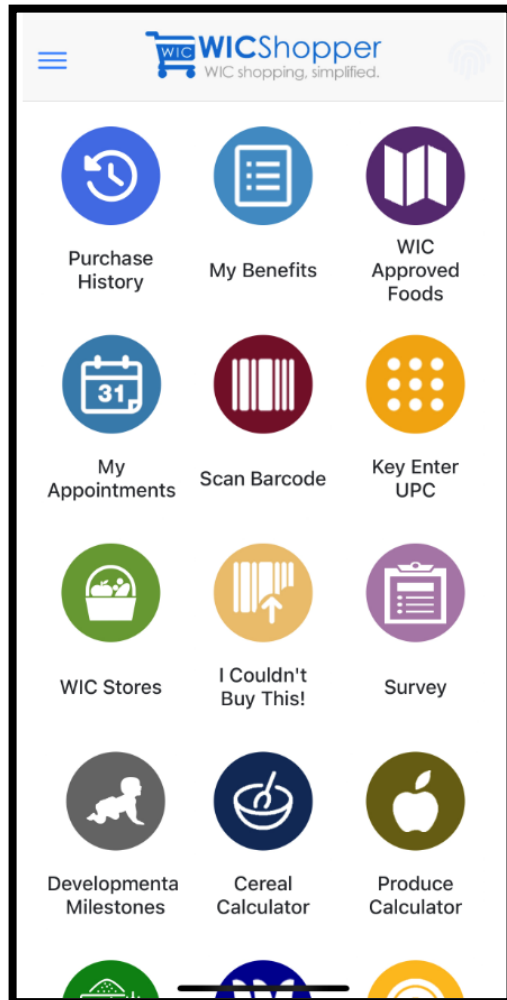 WIC WICShopper
WIC shopping, simplified.
Purchase
History
My Benefits
WIC
Approved
Foods
31
My
Appointments
Scan Barcode
Key Enter
UPC
WIC Stores
I Couldn't
Buy This!
Survey
Developmenta
Milestones
Cereal
Calculator
Produce
Calculator